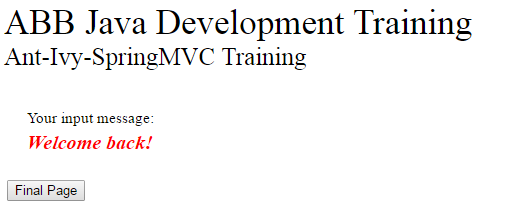 ABB Java Development Training
Ant-Ivy-SpringMVC Training
Your input message:
Welcome back!
Final Page